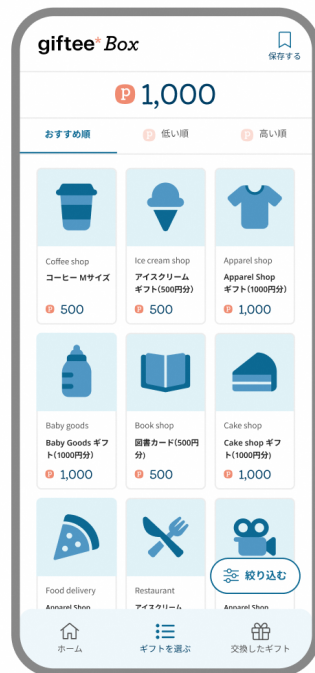 giftee* Box
保存する
P 1,000
おすすめ順
P 低い順
P 高い順
Coffee shop
コーヒー Mサイズ
P 500
Ice cream shop
アイスクリーム
ギフト(500円分)
P 500
Apparel shop
Apparel Shop
ギフト(1000円分)
P 1,000
Baby goods
Baby Goods ギフ
ト(1000円分)
P 1,000
Book shop
図書カード(500円
分)
P 500
Cake shop
Cake shop ギフ
ト(1000円分)
P 1,000
Food delivery
Apparel Shop
Restaurant
アイスクリーム
Apparel Shop
絞り込む
ホーム
ギフトを選ぶ
交換したギフト